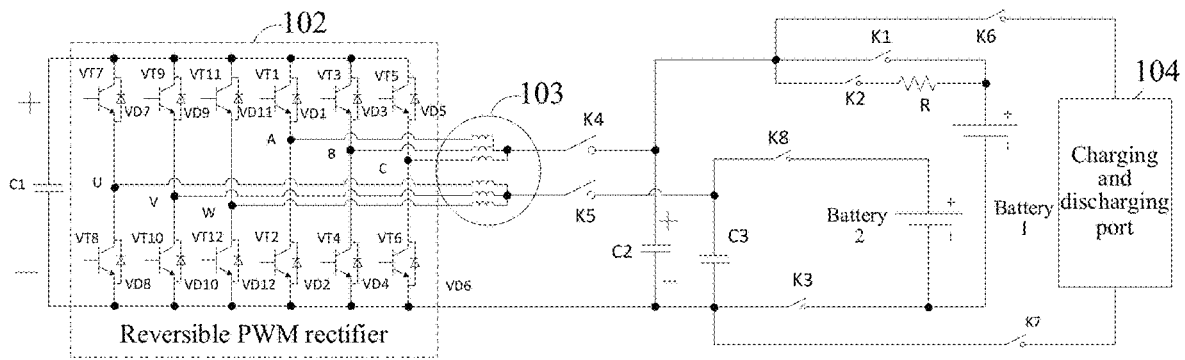 102
VT7
VT9
VT11
VT1
VT3
VT5
VD7
VD9
VD11
VD1
VD3
VD5
103
A
B
C
U
V
W
C1
+
—
VT8
VT10
VT12
VT2
VT4
VT6
VD8
VD10
VD12
VD2
VD4
VD6
Reversible PWM rectifier
K4
K5
K1
K2
R
K6
K8
K3
K7
C2
+
—
C3
Battery
2
+
-
Battery
1
+
-
104
Charging
and
discharging
port